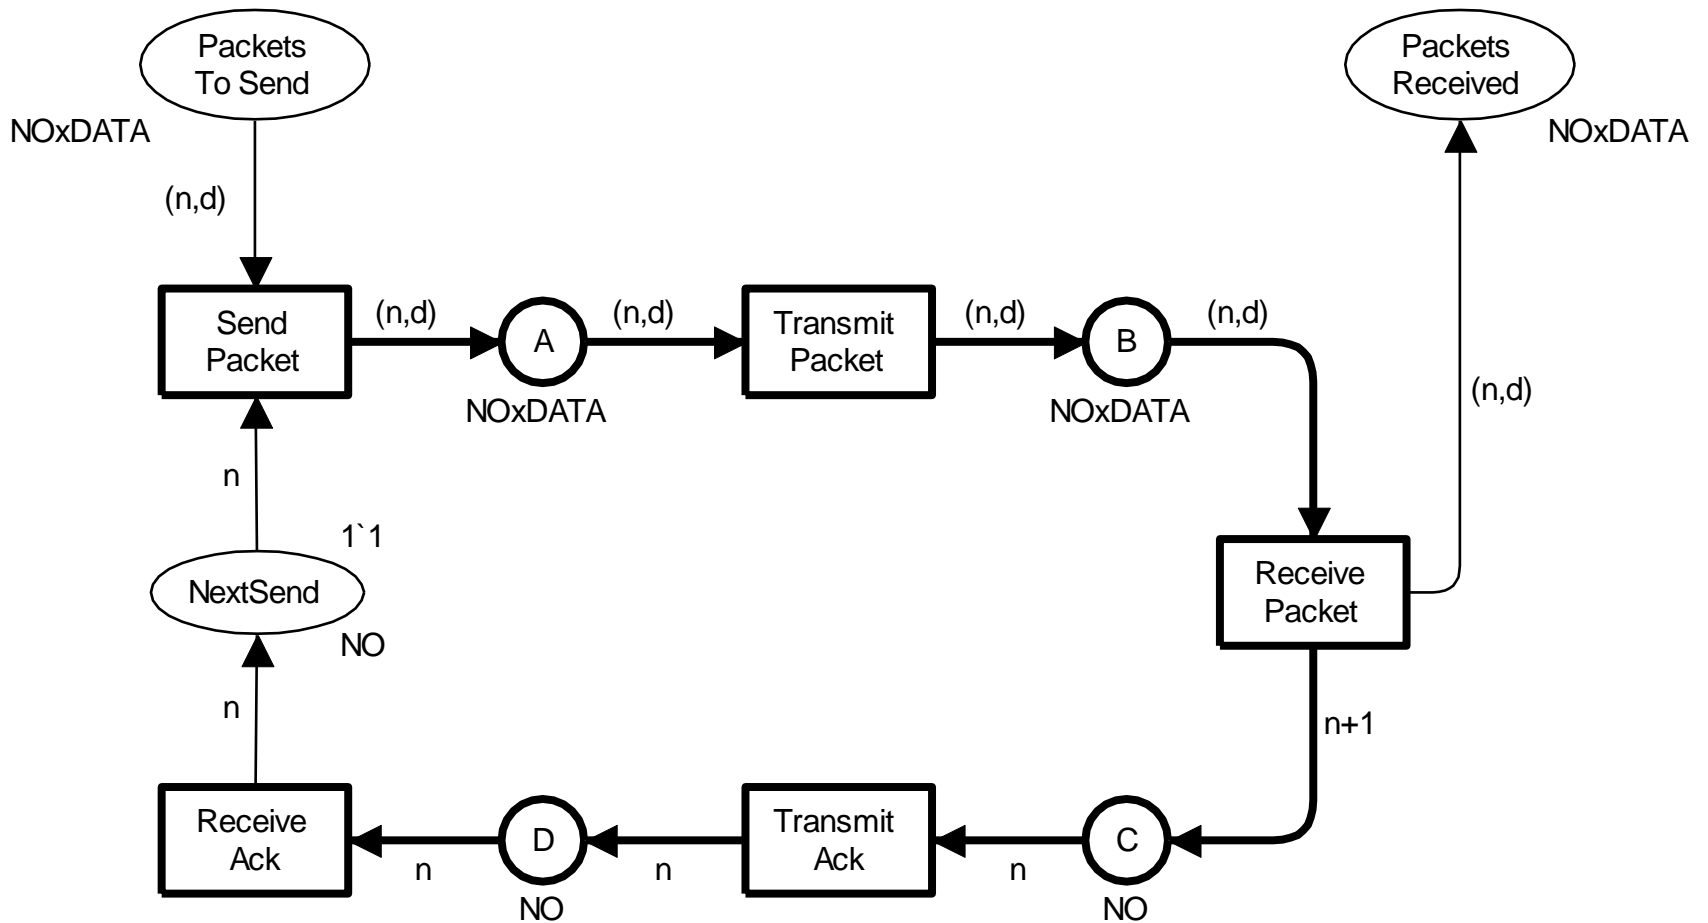 Packets
To Send
NOxDATA
Packets
Received
NOxDATA
(n,d)
Send
Packet
(n,d)
A
NOxDATA
(n,d)
Transmit
Packet
(n,d)
B
NOxDATA
(n,d)
(n,d)
n
1`1
NextSend
NO
Receive
Packet
n
n+1
Receive
Ack
n
D
NO
n
Transmit
Ack
n
C
NO